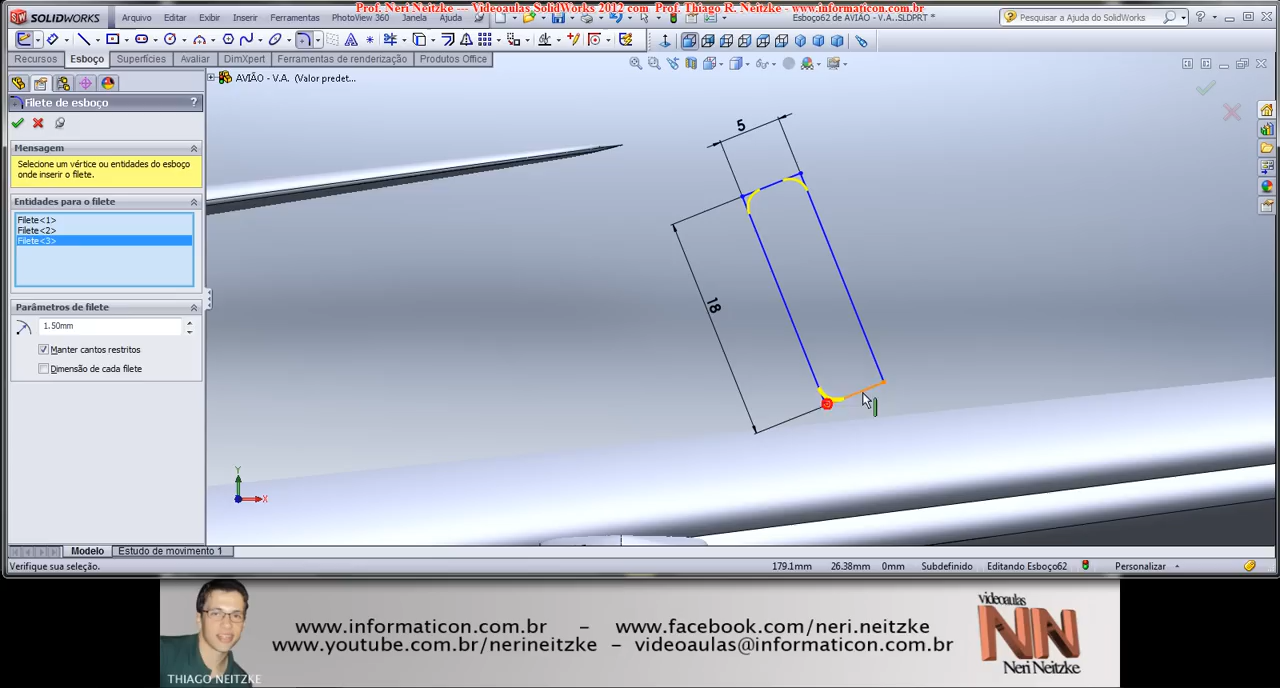 Prof. Neri Neitzke --- Videoaulas SolidWorks 2012 com Prof. Thiago R. Neitzke - www.informaticon.com.br
SOLIDWORKS Arquivo Editar Exibir Inserir Ferramentas PhotoView 360 Janela Ajuda Esboço62 de AVIÃO - V.A..SLDPRT * Pesquisar a Ajuda do SolidWorks
Recursos Esboço Superfícies Avaliar DimXpert Ferramentas de renderização Produtos Office
AVIÃO - V.A. (Valor predet...
Filete de esboço ?
Mensagem
Selecione um vértice ou entidades do esboço
onde inserir o filete.
Entidades para o filete
Filete<1>
Filete<2>
Filete<3>
Parâmetros de filete
1.50mm
Manter cantos restritos
Dimensão de cada filete
5
18
Y
X
Modelo Estudo de movimento 1
Verifique sua seleção. 179.1mm 26.38mm 0mm Subdefinido Editando Esboço62 Personalizar
www.informaticon.com.br - www.facebook.com/neri.neitzke
www.youtube.com.br/nerineitzke - videoaulas@informaticon.com.br
THIAGO NEITZKE
videoaulas
NN
Neri Neitzke